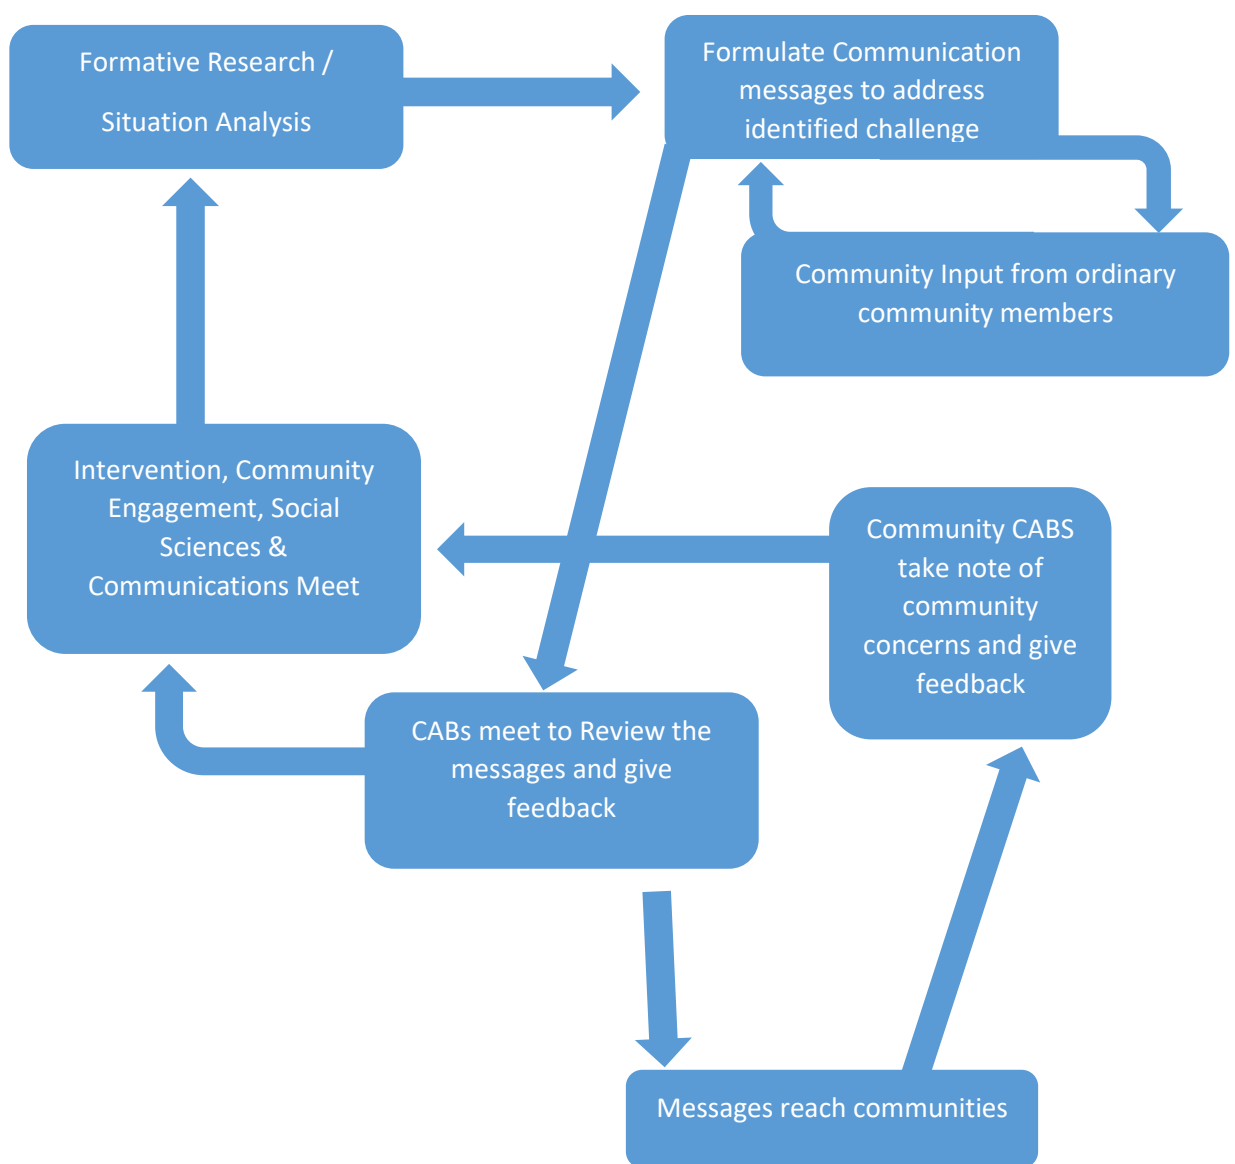 Formative Research /
Situation Analysis
Formulate Communication
messages to address
identified challenge
Community Input from ordinary
community members
Intervention, Community
Engagement, Social
Sciences &
Communications Meet
Community CABS
take note of
community
concerns and give
feedback
CABs meet to Review the
messages and give
feedback
Messages reach communities